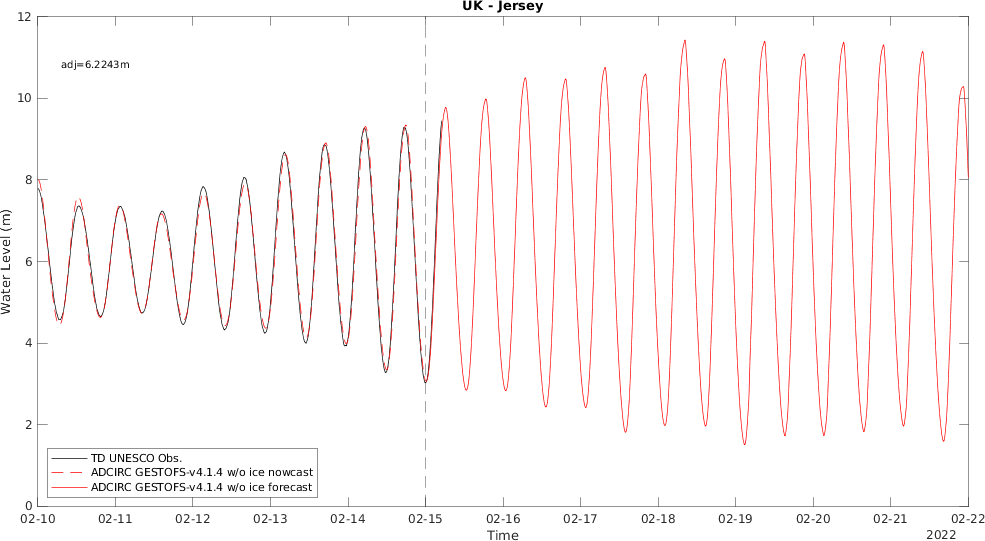 UK - Jersey
12
adj=6.2243m
10
8
6
4
2
0
Water Level (m)
TD UNESCO Obs.
ADCIRC GESTOFS-v4.1.4 w/o ice nowcast
ADCIRC GESTOFS-v4.1.4 w/o ice forecast
02-10 02-11 02-12 02-13 02-14 02-15 02-16 02-17 02-18 02-19 02-20 02-21 02-22
Time
2022